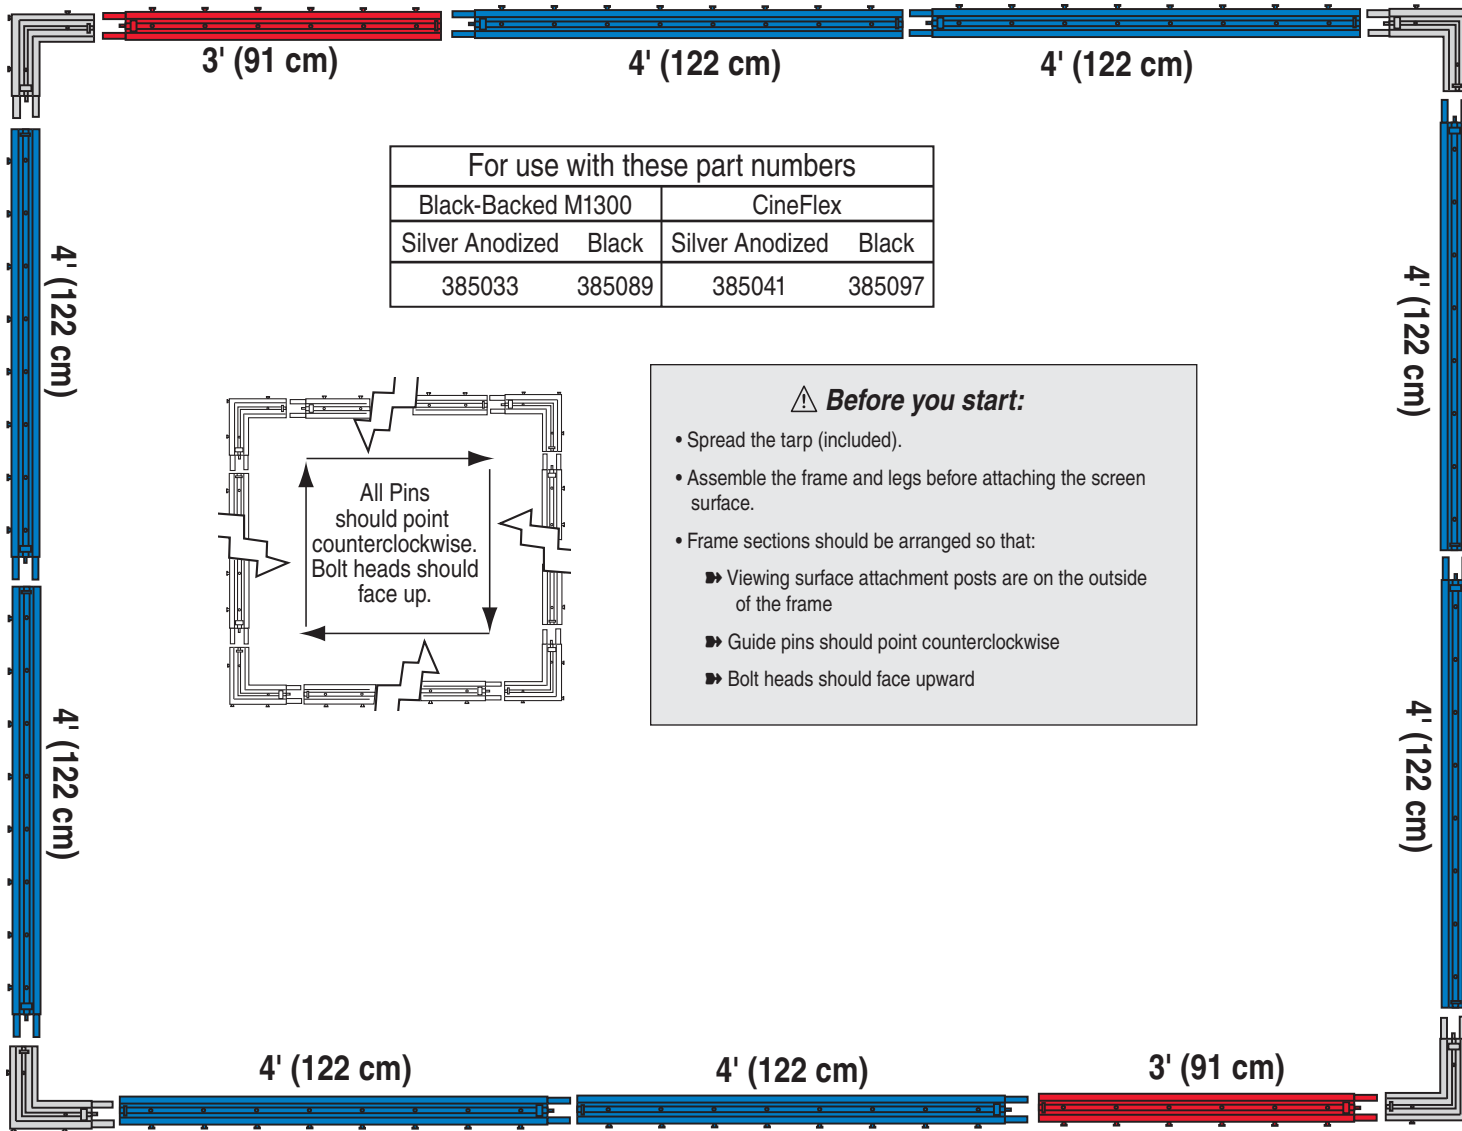 3' (91 cm)
4' (122 cm)
4' (122 cm)
For use with these part numbers
Black-Backed M1300 CineFlex
Silver Anodized Black Silver Anodized Black
385033 385089 385041 385097
4' (122 cm)
4' (122 cm)
⚠ Before you start:
• Spread the tarp (included).
• Assemble the frame and legs before attaching the screen
surface.
• Frame sections should be arranged so that:
➽ Viewing surface attachment posts are on the outside
of the frame
➽ Guide pins should point counterclockwise
➽ Bolt heads should face upward
All Pins
should point
counterclockwise.
Bolt heads should
face up.
4' (122 cm)
4' (122 cm)
4' (122 cm)
4' (122 cm)
3' (91 cm)